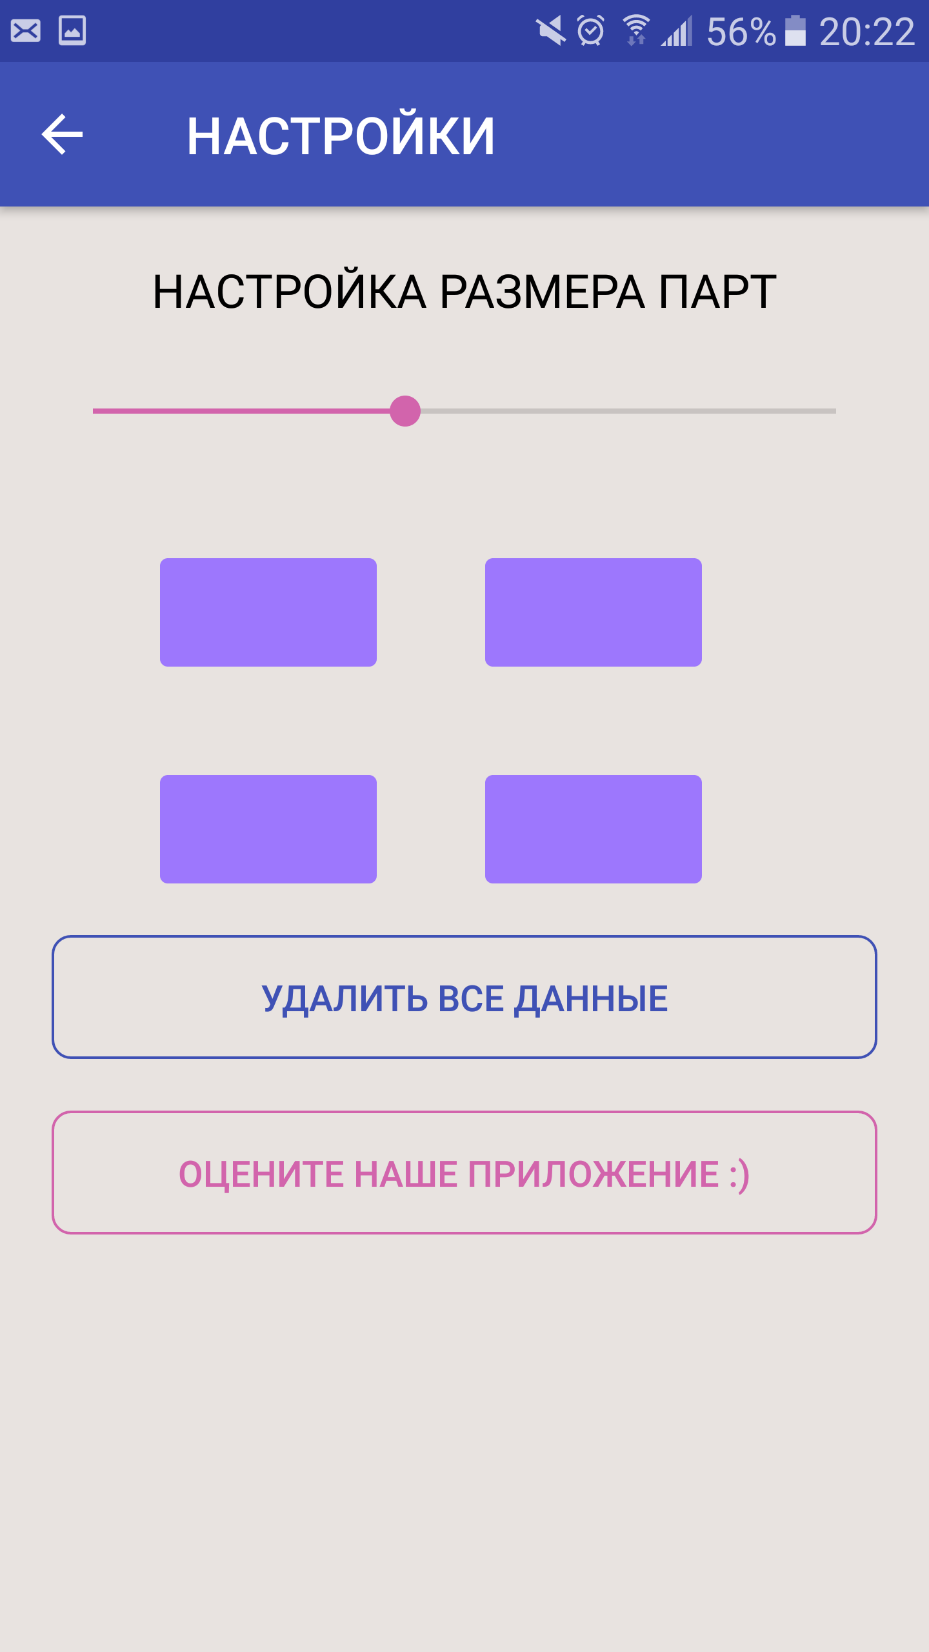 56% 20:22
НАСТРОЙКИ
НАСТРОЙКА РАЗМЕРА ПАРТ
УДАЛИТЬ ВСЕ ДАННЫЕ
ОЦЕНИТЕ НАШЕ ПРИЛОЖЕНИЕ :)